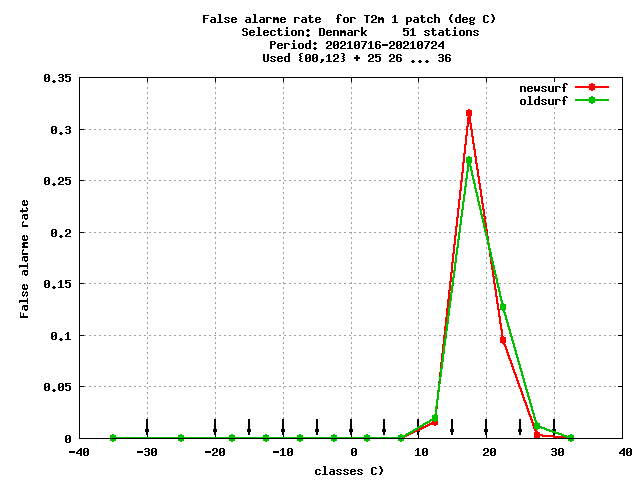 False alarme rate  for T2m 1 patch (deg C)
Selection: Denmark     51 stations
Period: 20210716-20210724
Used {00,12} + 25 26 ... 36
newsurf
oldsurf
False alarme rate
0.35
0.3
0.25
0.2
0.15
0.1
0.05
0
-40 -30 -20 -10 0 10 20 30 40
classes C)